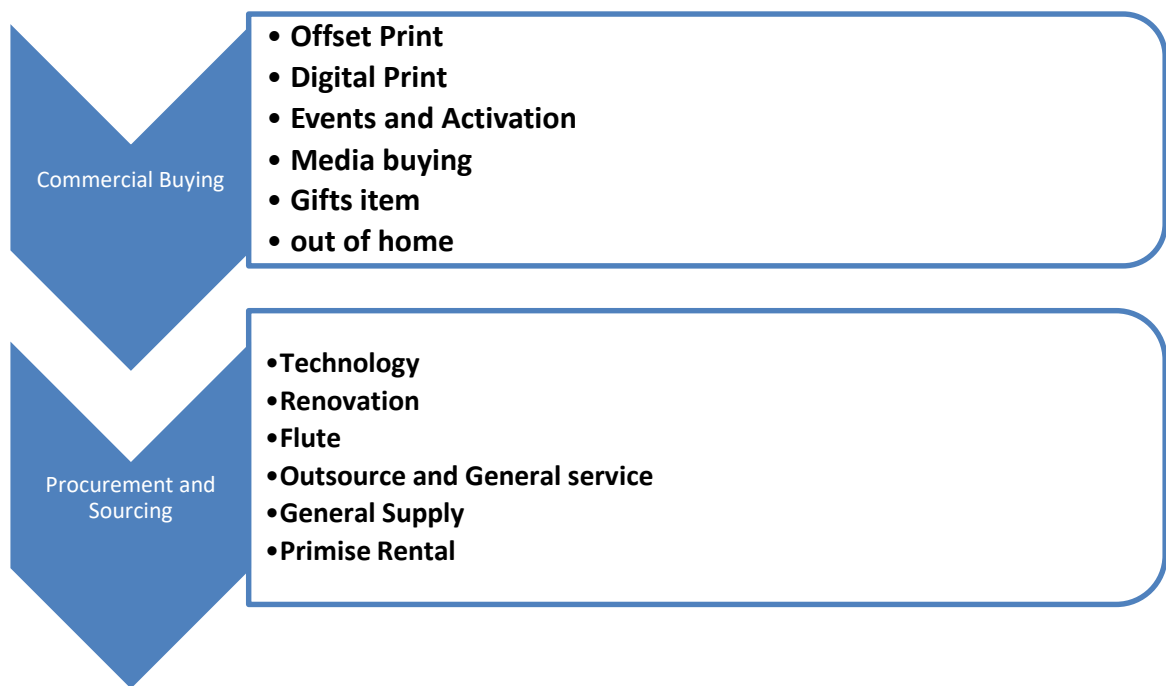 Commercial Buying
• Offset Print
• Digital Print
• Events and Activation
• Media buying
• Gifts item
• out of home
Procurement and
Sourcing
•Technology
•Renovation
•Flute
•Outsource and General service
•General Supply
•Primise Rental